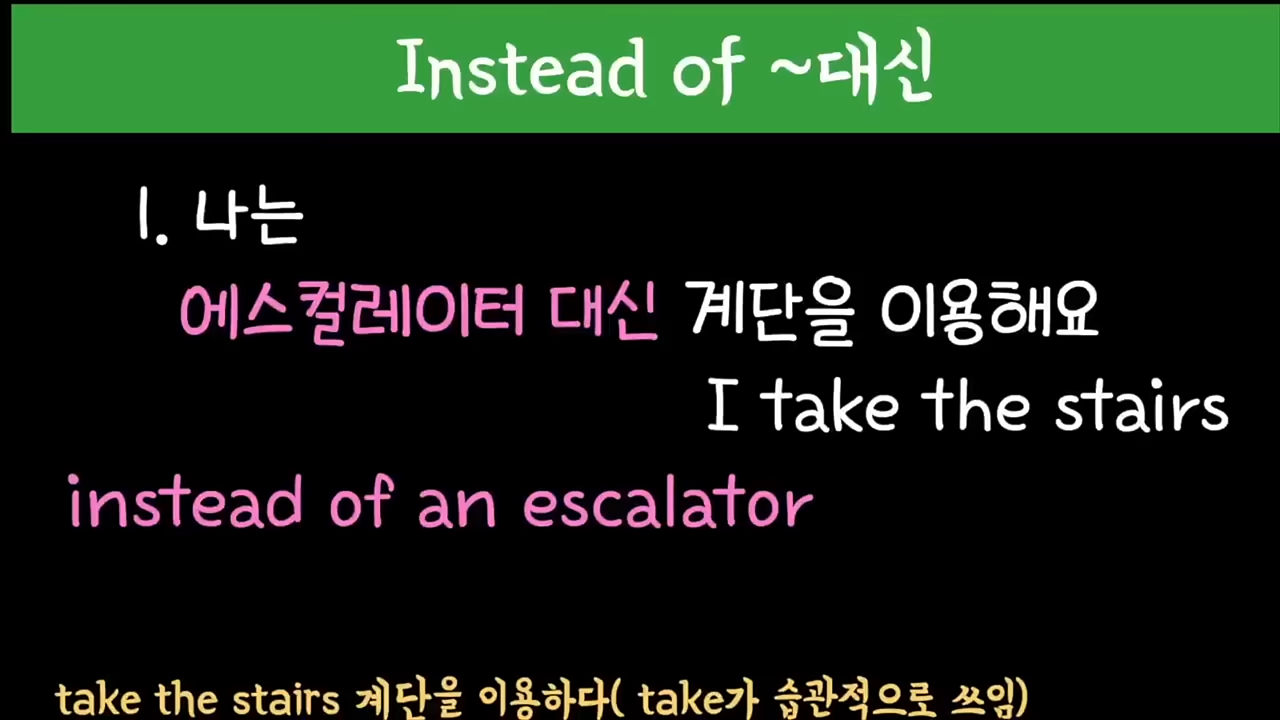 Instead of ~대신
1. 나는
에스컬레이터 대신 계단을 이용해요
I take the stairs
instead of an escalator
take the stairs 계단을 이용하다( take가 습관적으로 쓰임)